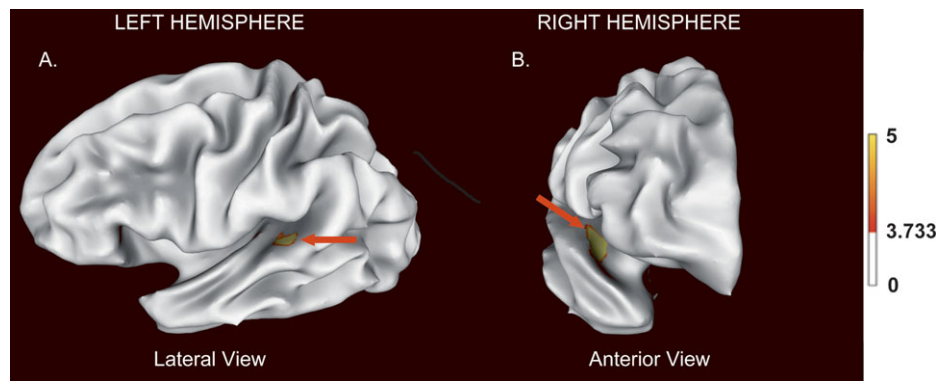 LEFT HEMISPHERE
RIGHT HEMISPHERE
A.
B.
5
3.733
0
Lateral View
Anterior View